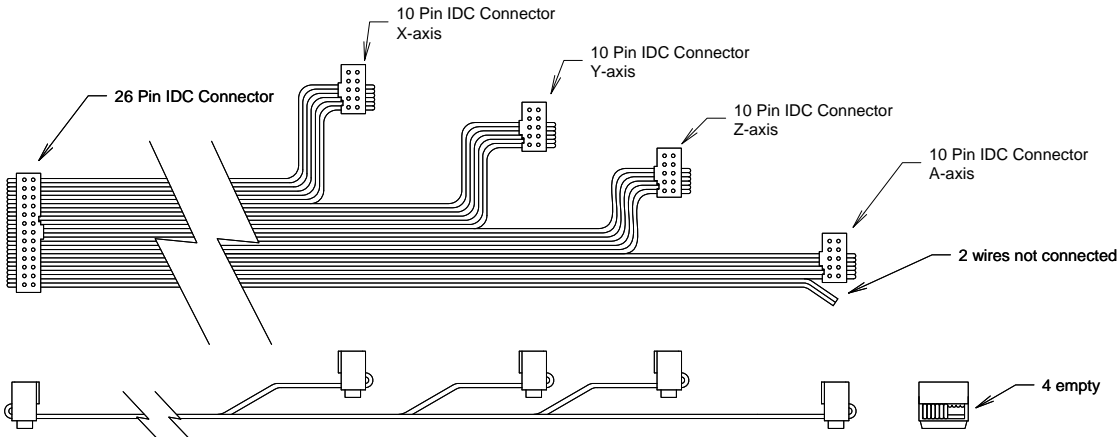 10 Pin IDC Connector
X-axis
10 Pin IDC Connector
Y-axis
26 Pin IDC Connector
10 Pin IDC Connector
Z-axis
10 Pin IDC Connector
A-axis
2 wires not connected
4 empty